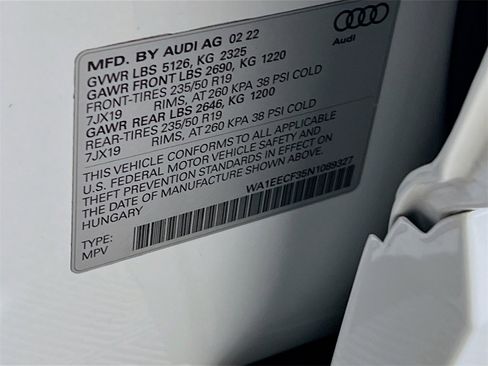 MFD. BY AUDI AG 02 22
Audi
GVWR LBS 5126, KG 2325
GAWR FRONT LBS 2690, KG 1220
FRONT-TIRES 235/50 R19
7JX19 RIMS, AT 260 KPA 38 PSI COLD
GAWR REAR LBS 2646, KG 1200
REAR-TIRES 235/50 R19
7JX19 RIMS, AT 260 KPA 38 PSI COLD
THIS VEHICLE CONFORMS TO ALL APPLICABLE
U.S. FEDERAL MOTOR VEHICLE SAFETY AND
THEFT PREVENTION STANDARDS IN EFFECT ON
THE DATE OF MANUFACTURE SHOWN ABOVE.
HUNGARY
WA1EECF35N1089327
TYPE:
MPV